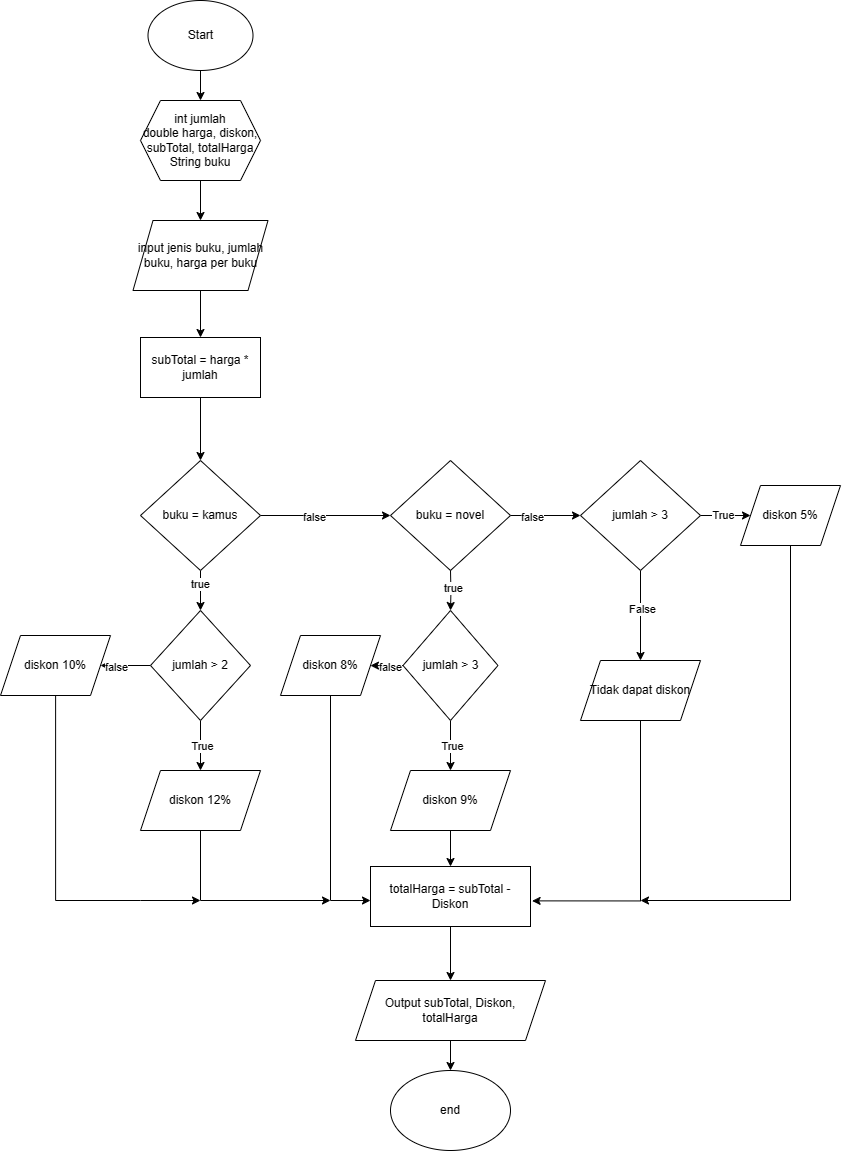 Start
int jumlah
double harga, diskon,
subTotal, totalHarga
String buku
input jenis buku, jumlah
buku, harga per buku
subTotal = harga *
jumlah
buku = kamus
false
buku = novel
false
jumlah > 3
True
diskon 5%
true
true
False
diskon 10%
false
jumlah > 2
diskon 8%
false
jumlah > 3
Tidak dapat diskon
True
True
diskon 12%
diskon 9%
totalHarga = subTotal -
Diskon
Output subTotal, Diskon,
totalHarga
end